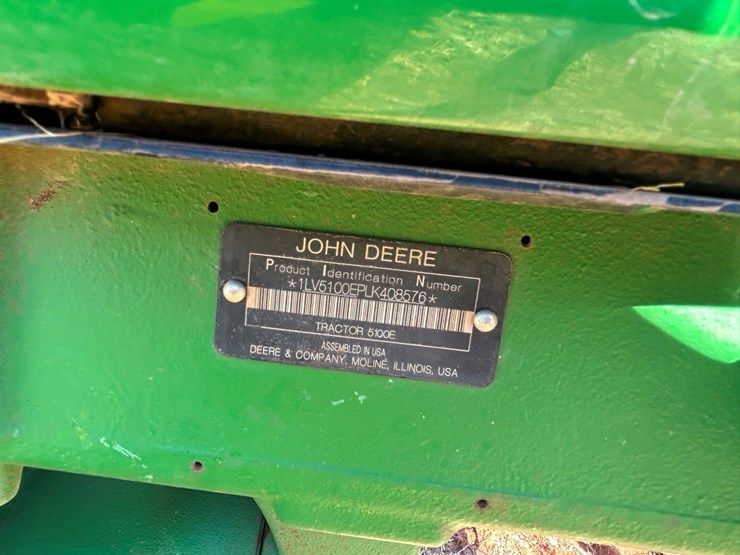 JOHN DEERE
Product Identification Number
*1LV5100EPLK408576*
TRACTOR 5100E
ASSEMBLED IN USA
DEERE & COMPANY, MOLINE, ILLINOIS, USA